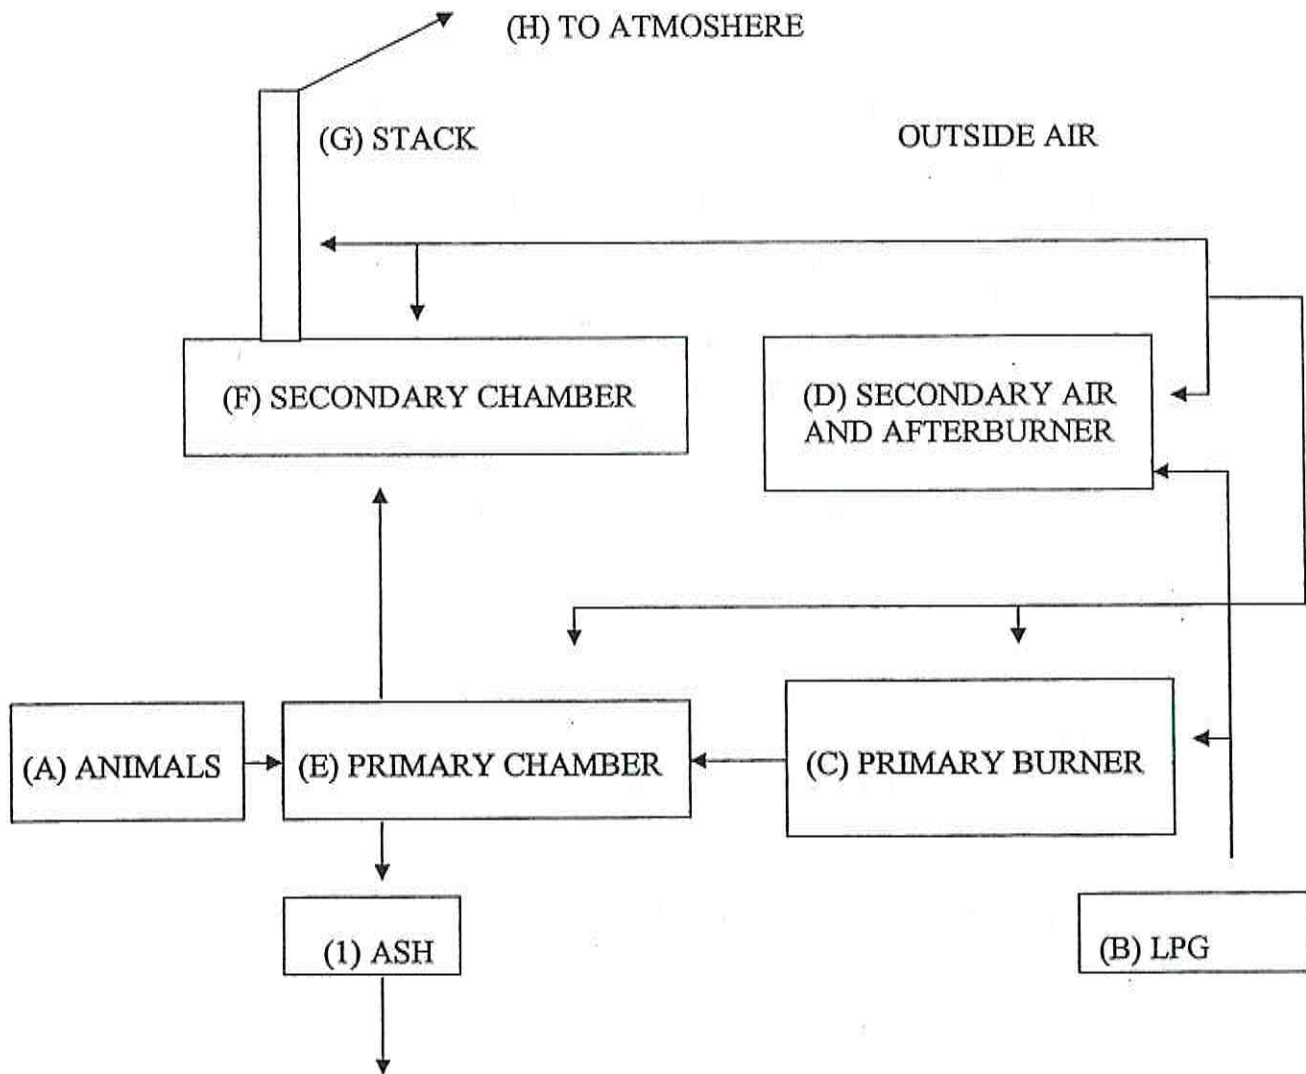 (H) TO ATMOSHERE
(G) STACK
OUTSIDE AIR
(F) SECONDARY CHAMBER
(D) SECONDARY AIR
AND AFTERBURNER
(A) ANIMALS
(E) PRIMARY CHAMBER
(C) PRIMARY BURNER
(1) ASH
(B) LPG